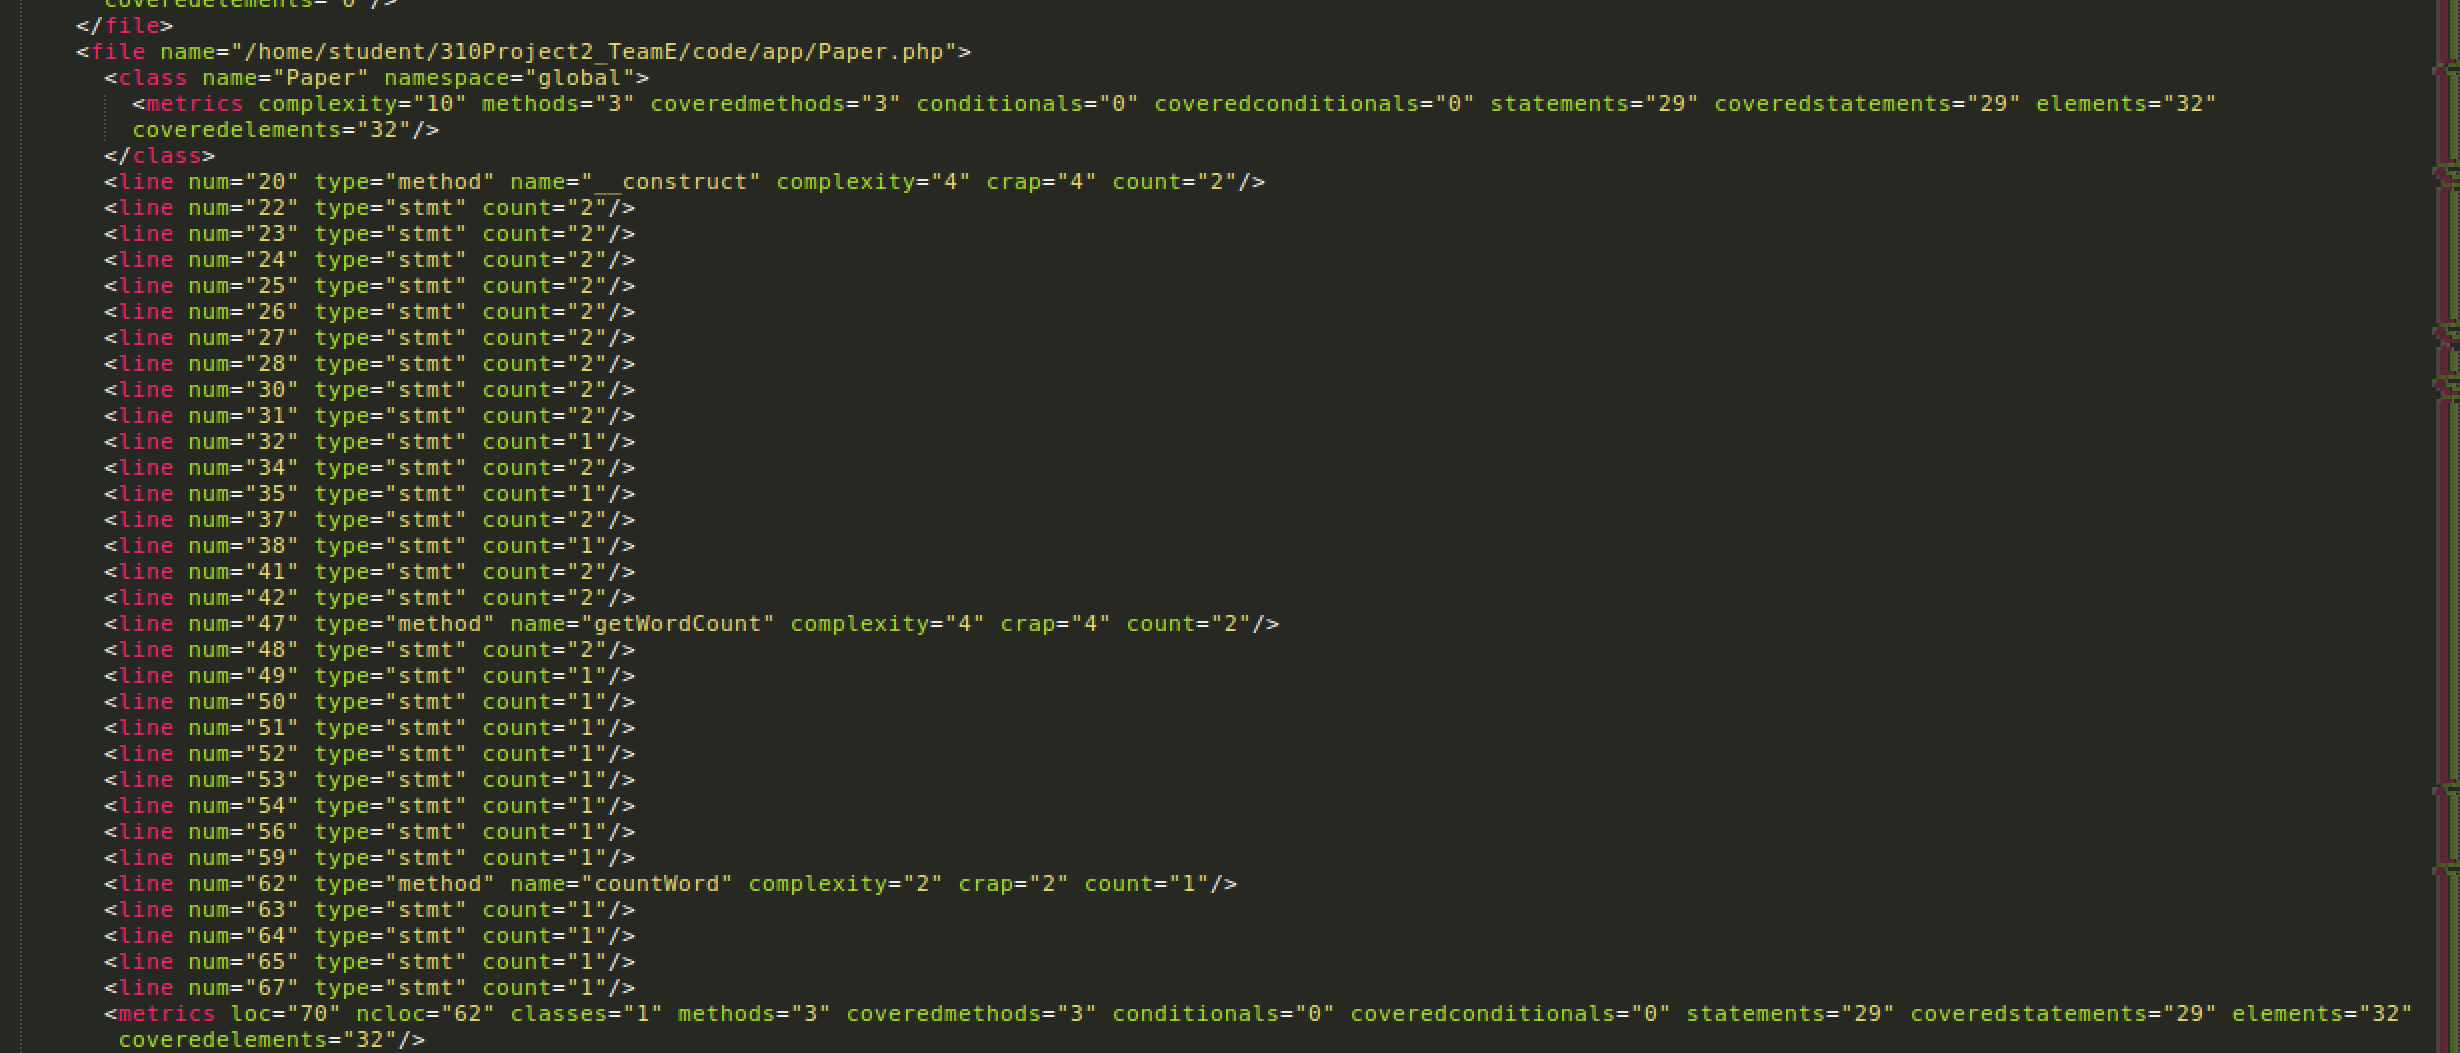 coveredelements="0"/>
</file>
<file name="/home/student/310Project2_TeamE/code/app/Paper.php">
<class name="Paper" namespace="global">
<metrics complexity="10" methods="3" coveredmethods="3" conditionals="0" coveredconditionals="0" statements="29" coveredstatements="29" elements="32"
coveredelements="32"/>
</class>
<line num="20" type="method" name="__construct" complexity="4" crap="4" count="2"/>
<line num="22" type="stmt" count="2"/>
<line num="23" type="stmt" count="2"/>
<line num="24" type="stmt" count="2"/>
<line num="25" type="stmt" count="2"/>
<line num="26" type="stmt" count="2"/>
<line num="27" type="stmt" count="2"/>
<line num="28" type="stmt" count="2"/>
<line num="30" type="stmt" count="2"/>
<line num="31" type="stmt" count="2"/>
<line num="32" type="stmt" count="1"/>
<line num="34" type="stmt" count="2"/>
<line num="35" type="stmt" count="1"/>
<line num="37" type="stmt" count="2"/>
<line num="38" type="stmt" count="1"/>
<line num="41" type="stmt" count="2"/>
<line num="42" type="stmt" count="2"/>
<line num="47" type="method" name="getWordCount" complexity="4" crap="4" count="2"/>
<line num="48" type="stmt" count="2"/>
<line num="49" type="stmt" count="1"/>
<line num="50" type="stmt" count="1"/>
<line num="51" type="stmt" count="1"/>
<line num="52" type="stmt" count="1"/>
<line num="53" type="stmt" count="1"/>
<line num="54" type="stmt" count="1"/>
<line num="56" type="stmt" count="1"/>
<line num="59" type="stmt" count="1"/>
<line num="62" type="method" name="countWord" complexity="2" crap="2" count="1"/>
<line num="63" type="stmt" count="1"/>
<line num="64" type="stmt" count="1"/>
<line num="65" type="stmt" count="1"/>
<line num="67" type="stmt" count="1"/>
<metrics loc="70" ncloc="62" classes="1" methods="3" coveredmethods="3" conditionals="0" coveredconditionals="0" statements="29" coveredstatements="29" elements="32"
coveredelements="32"/>